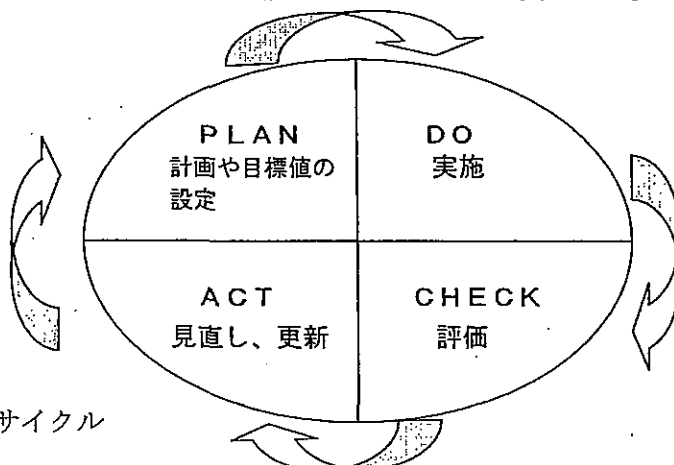 PLAN
計画や目標値の
設定
DO
実施
ACT
見直し、更新
CHECK
評価
サイクル